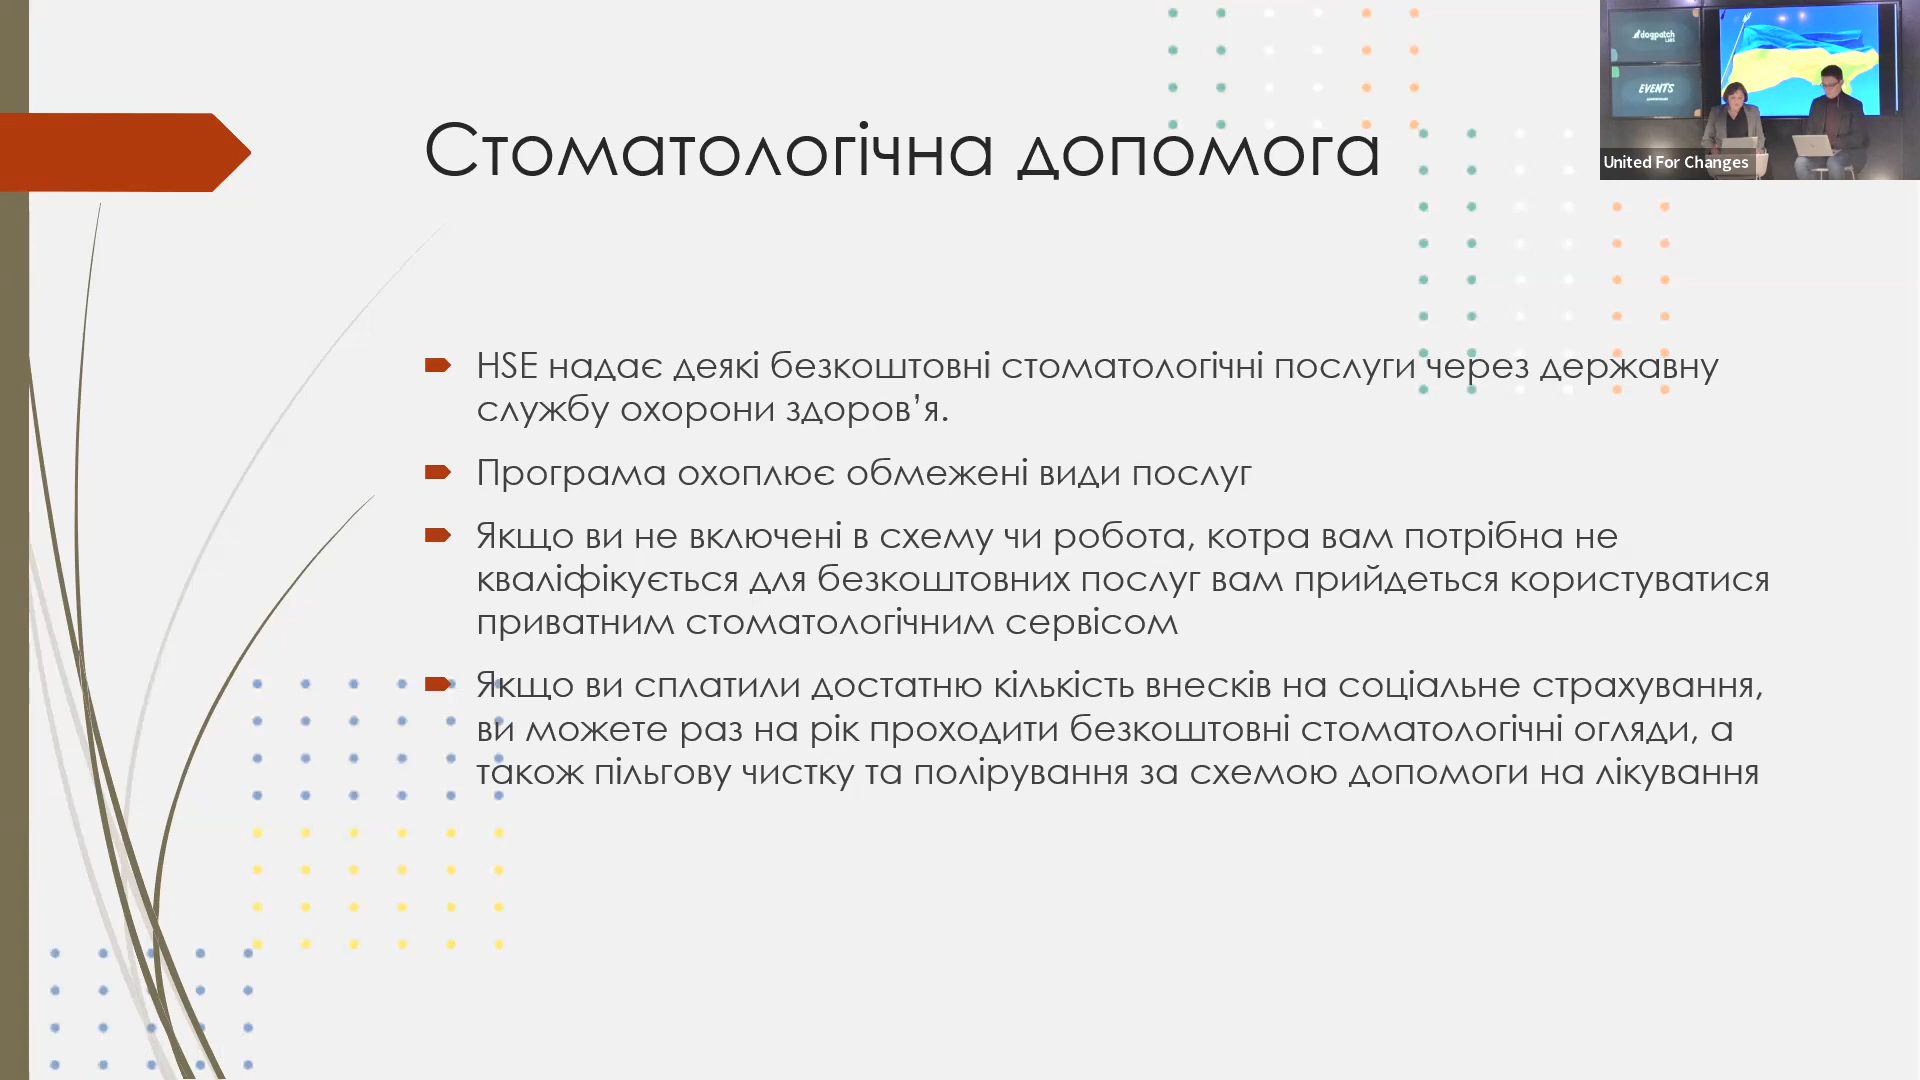 Стоматологічна допомога
dogpatch
LABS
EVENTS
United For Changes
HSE надає деякі безкоштовні стоматологічні послуги через державну
службу охорони здоров’я.
Програма охоплює обмежені види послуг
Якщо ви не включені в схему чи робота, котра вам потрібна не
кваліфікується для безкоштовних послуг вам прийдеться користуватися
приватним стоматологічним сервісом
Якщо ви сплатили достатню кількість внесків на соціальне страхування,
ви можете раз на рік проходити безкоштовні стоматологічні огляди, а
також пільгову чистку та полірування за схемою допомоги на лікування